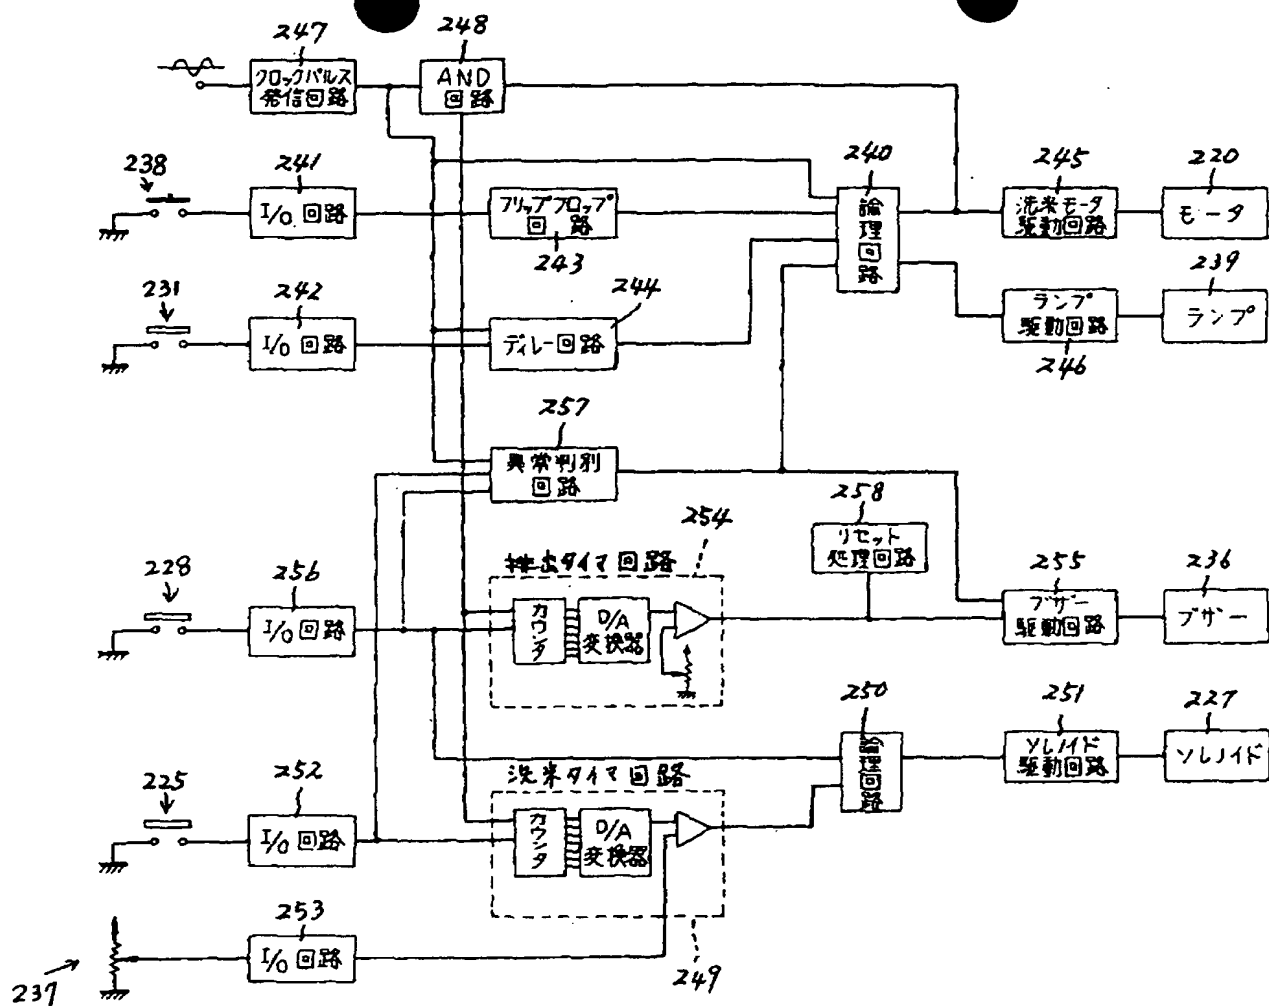 247
248
クロックパルス
発信回路
AND
回路
238
241
240
245
220
I/O 回路
フリップフロップ
回路
243
論理回路
洗米モータ
駆動回路
モータ
231
242
244
239
I/O 回路
ディレー回路
ランプ
駆動回路
246
ランプ
257
異常判別
回路
258
リセット
処理回路
254
排出タイマ回路
228
256
255
236
I/O 回路
カウンタ
D/A
変換器
ブザー
駆動回路
ブザー
250
251
227
論理回路
ソレノイド
駆動回路
ソレノイド
洗米タイマ回路
225
252
I/O 回路
カウンタ
D/A
変換器
253
I/O 回路
249
237